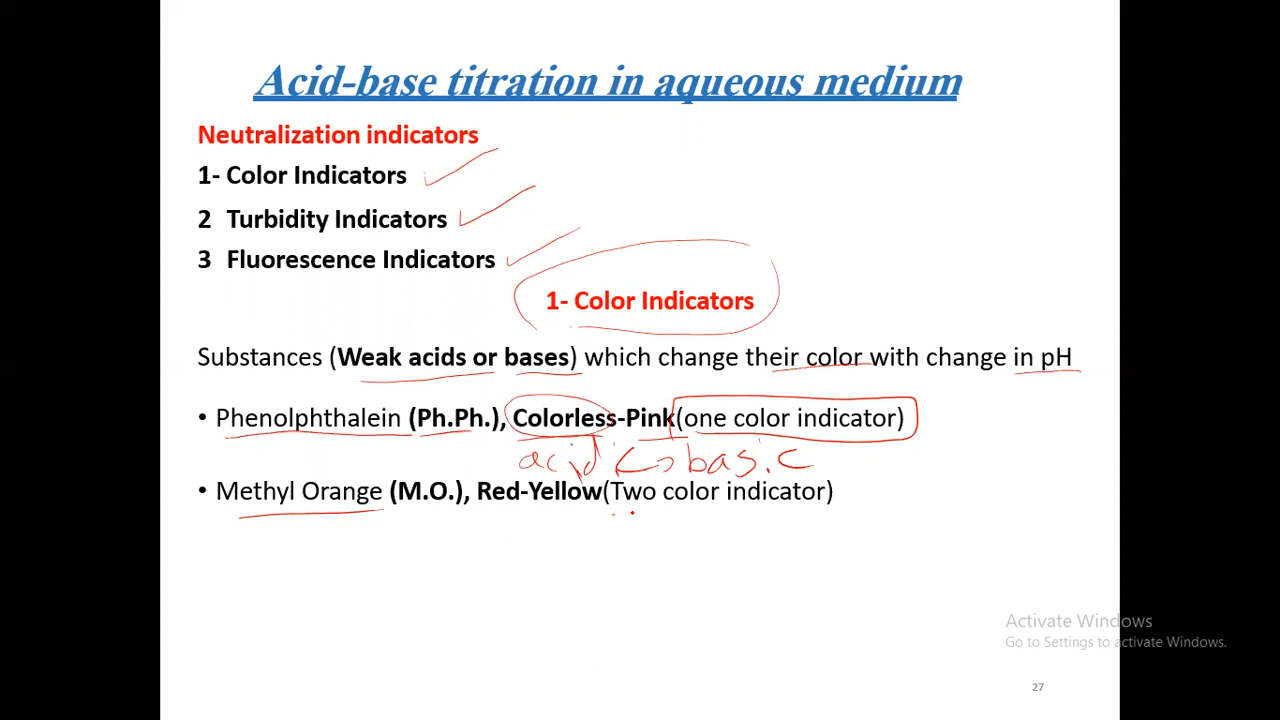 Acid-base titration in aqueous medium
Neutralization indicators
1- Color Indicators
2 Turbidity Indicators
3 Fluorescence Indicators
1- Color Indicators
Substances (Weak acids or bases) which change their color with change in pH
• Phenolphthalein (Ph.Ph.), Colorless-Pink(one color indicator)
acid <-> basic
• Methyl Orange (M.O.), Red-Yellow(Two color indicator)
Activate Windows
Go to Settings to activate Windows.
27